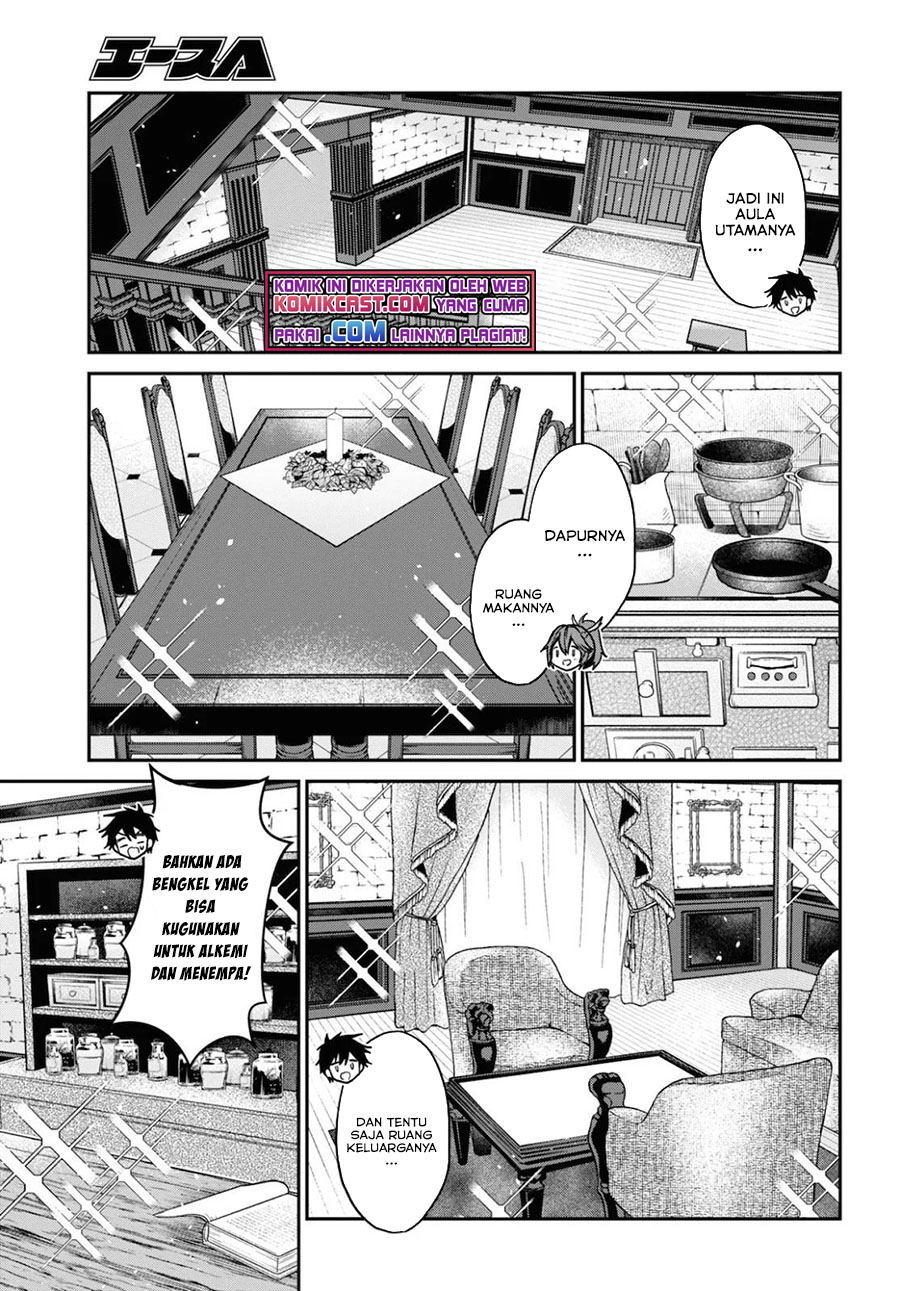 エースA
JADI INI
AULA
UTAMANYA
...
KOMIK INI DIKERJAKAN OLEH WEB
KOMIKCAST.COM YANG CUMA
PAKAI .COM LAINNYA PLAGIAT!
DAPURNYA
...
RUANG
MAKANNYA
...
DAN TENTU
SAJA RUANG
KELUARGANYA
...
BAHKAN ADA
BENGKEL YANG
BISA
KUGUNAKAN
UNTUK ALKEMI
DAN MENEMPA!